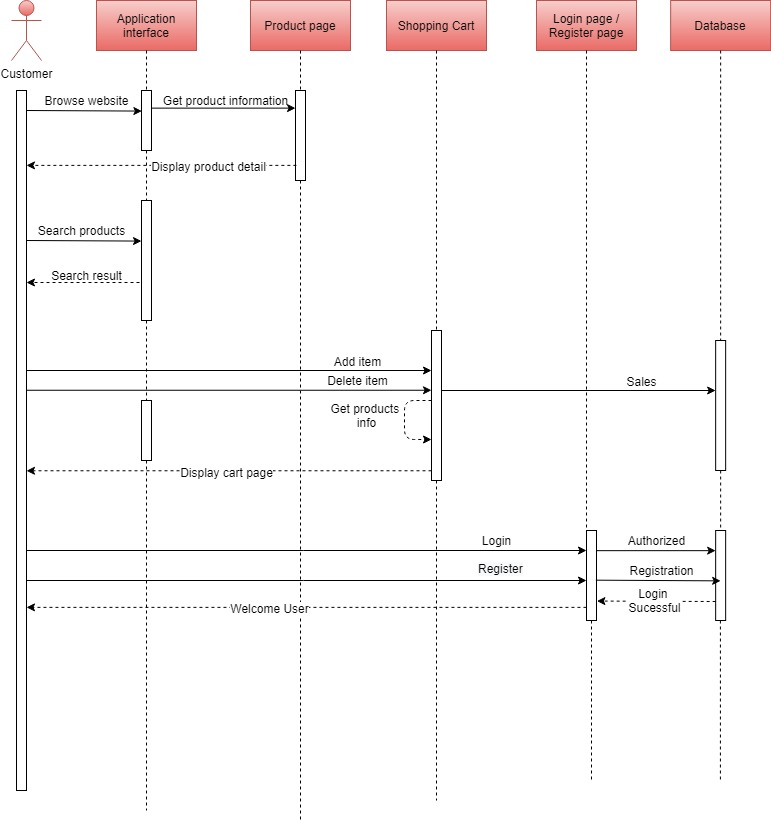 Application
interface
Product page
Shopping Cart
Login page /
Register page
Database
Customer
Browse website
Get product information
Display product detail
Search products
Search result
Add item
Delete item
Sales
Get products
info
Display cart page
Login
Authorized
Register
Registration
Login
Sucessful
Welcome User